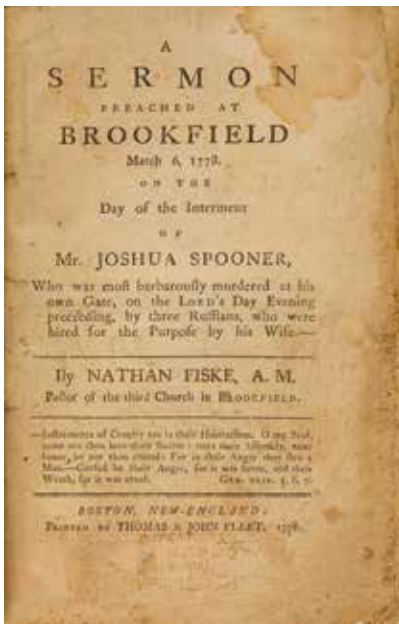 A
SERMON
PREACHED AT
BROOKFIELD
March 6, 1778.
ON THE
Day of the Interment
OF
Mr. JOSHUA SPOONER,
Who was most barbarously murdered at his
own Gate, on the LORD's Day Evening
preceeding, by three Ruffians, who were
hired for the Purpose by his Wife.—
By NATHAN FISKE, A. M.
Pastor of the third Church in BROOKFIELD.
—Instruments of Cruelty are in their Habitations. O my Soul,
come not thou into their Secret: unto their Assembly, mine
honor, be not thou united: For in their Anger they slew a
Man.—Cursed be their Anger, for it was fierce, and their
Wrath, for it was cruel. GEN. XLIX. 5, 6, 7.
BOSTON, NEW-ENGLAND:
PRINTED BY THOMAS & JOHN FLEET, 1778.